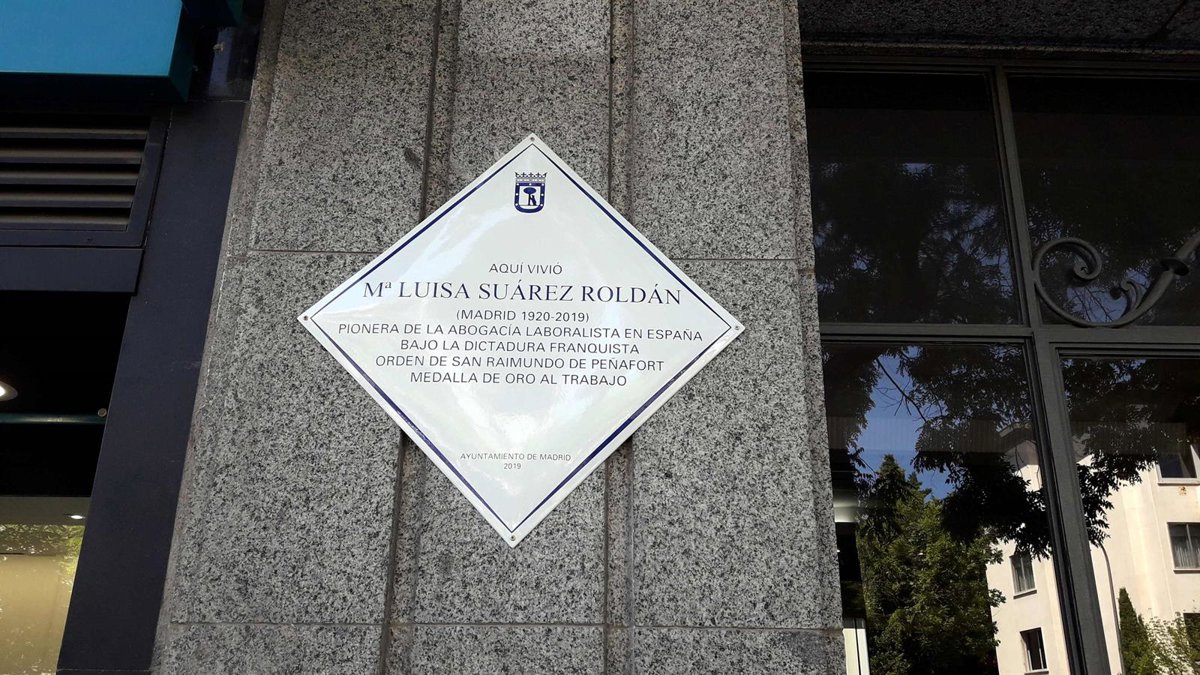 AQUÍ VIVIÓ
Mª LUISA SUÁREZ ROLDÁN
(MADRID 1920-2019)
PIONERA DE LA ABOGACÍA LABORALISTA EN ESPAÑA
BAJO LA DICTADURA FRANQUISTA
ORDEN DE SAN RAIMUNDO DE PEÑAFORT
MEDALLA DE ORO AL TRABAJO
AYUNTAMIENTO DE MADRID
2019